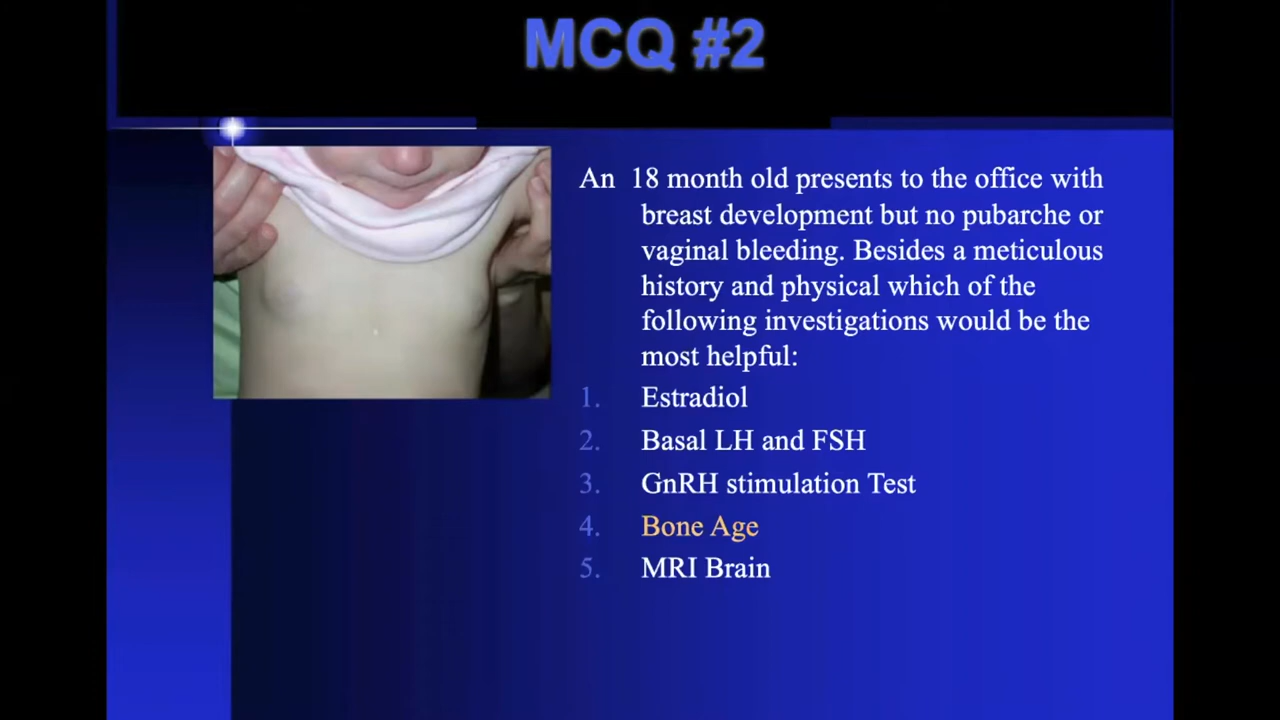 MCQ #2
An 18 month old presents to the office with
breast development but no pubarche or
vaginal bleeding. Besides a meticulous
history and physical which of the
following investigations would be the
most helpful:
1. Estradiol
2. Basal LH and FSH
3. GnRH stimulation Test
4. Bone Age
5. MRI Brain